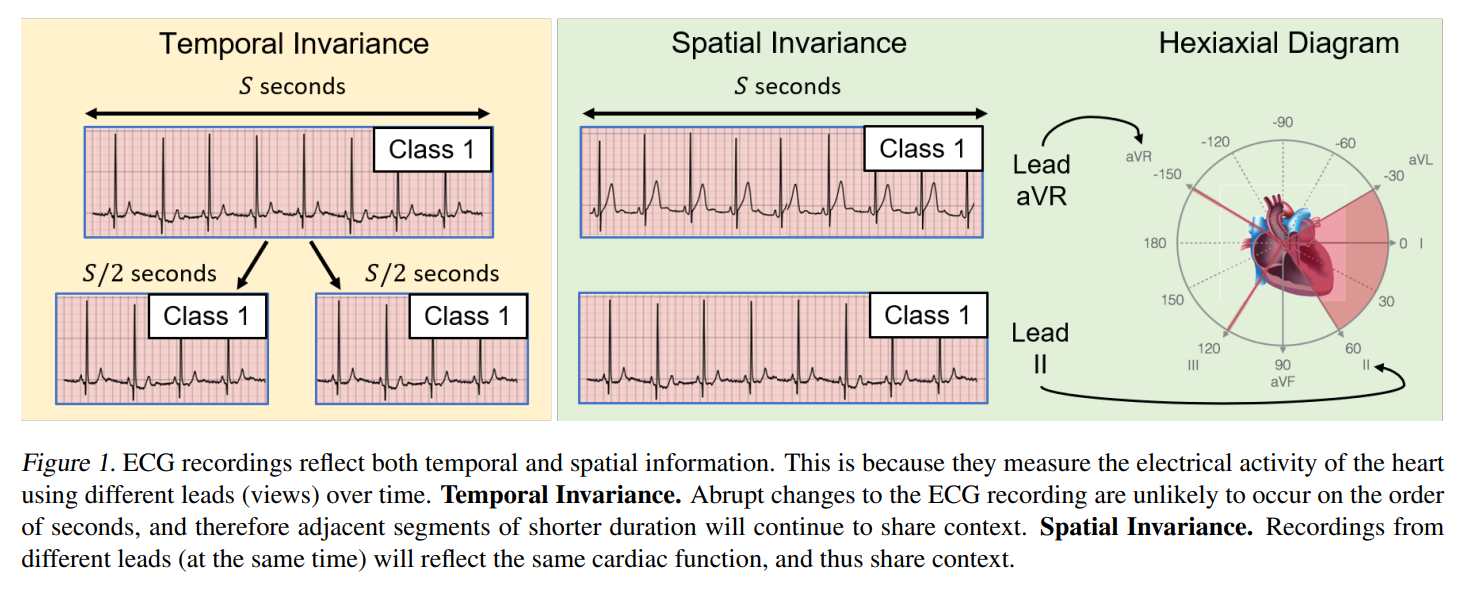 Temporal Invariance
S seconds
Class 1
S/2 seconds
S/2 seconds
Class 1
Class 1
Spatial Invariance
S seconds
Class 1
Lead
aVR
Class 1
Lead
II
Hexiaxial Diagram
-90
-120
-60
aVR
aVL
-150
-30
180
0 I
150
30
120
60
III
90
II
aVF
Figure 1. ECG recordings reflect both temporal and spatial information. This is because they measure the electrical activity of the heart
using different leads (views) over time. Temporal Invariance. Abrupt changes to the ECG recording are unlikely to occur on the order
of seconds, and therefore adjacent segments of shorter duration will continue to share context. Spatial Invariance. Recordings from
different leads (at the same time) will reflect the same cardiac function, and thus share context.